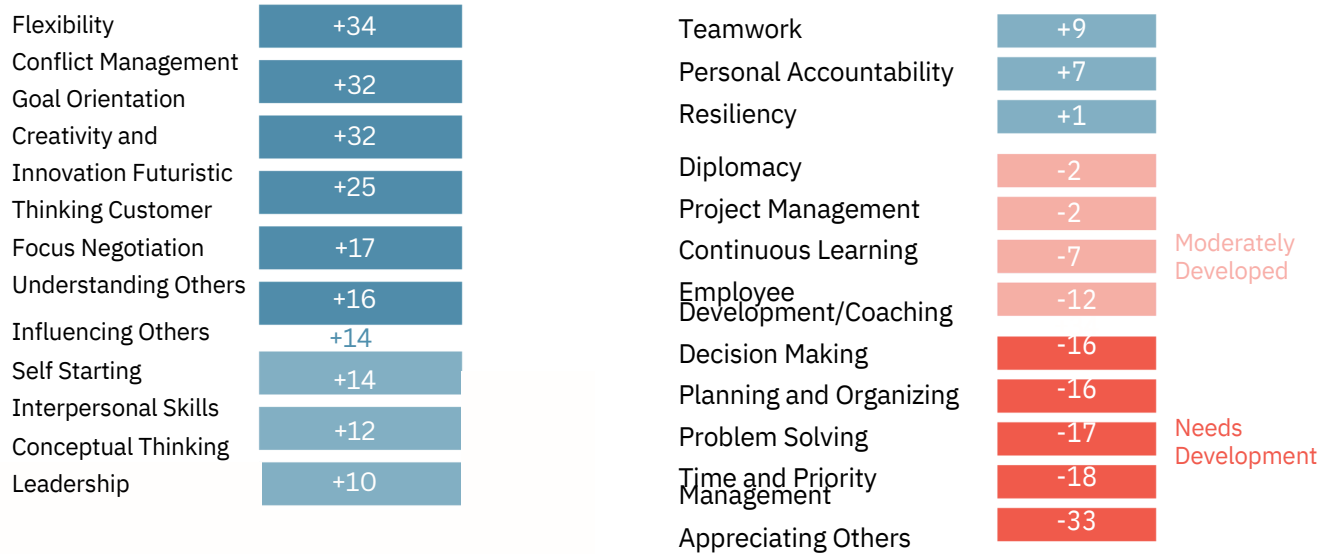 Flexibility
Conflict Management
Goal Orientation
Creativity and
Innovation Futuristic
Thinking Customer
Focus Negotiation
Understanding Others
Influencing Others
Self Starting
Interpersonal Skills
Conceptual Thinking
Leadership
+34
+32
+32
+25
+17
+16
+14
+14
+12
+10
Teamwork
Personal Accountability
Resiliency
Diplomacy
Project Management
Continuous Learning
Employee
Development/Coaching
Decision Making
Planning and Organizing
Problem Solving
Time and Priority
Management
Appreciating Others
+9
+7
+1
-2
-2
-7
-12
-16
-16
-17
-18
-33
Moderately
Developed
Needs
Development